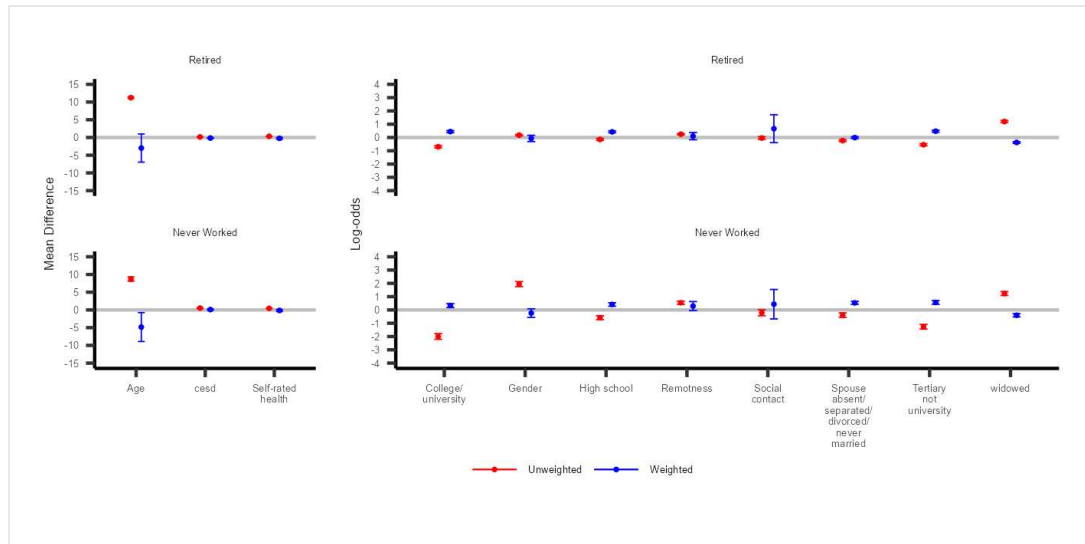 Retired
Retired
Mean Difference
15
10
5
0
-5
-10
-15
Log-odds
4
3
2
1
0
-1
-2
-3
-4
Never Worked
Never Worked
15
10
5
0
-5
-10
-15
4
3
2
1
0
-1
-2
-3
-4
Age
cesd
Self-rated
health
College/
university
Gender
High school
Remotness
Social
contact
Spouse
absent/
separated/
divorced/
never
married
Tertiary
not
university
widowed
Unweighted
Weighted